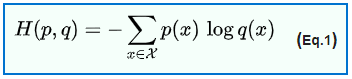 H(p, q) = − ∑_{x∈𝒳} p(x) log q(x) (Eq.1)